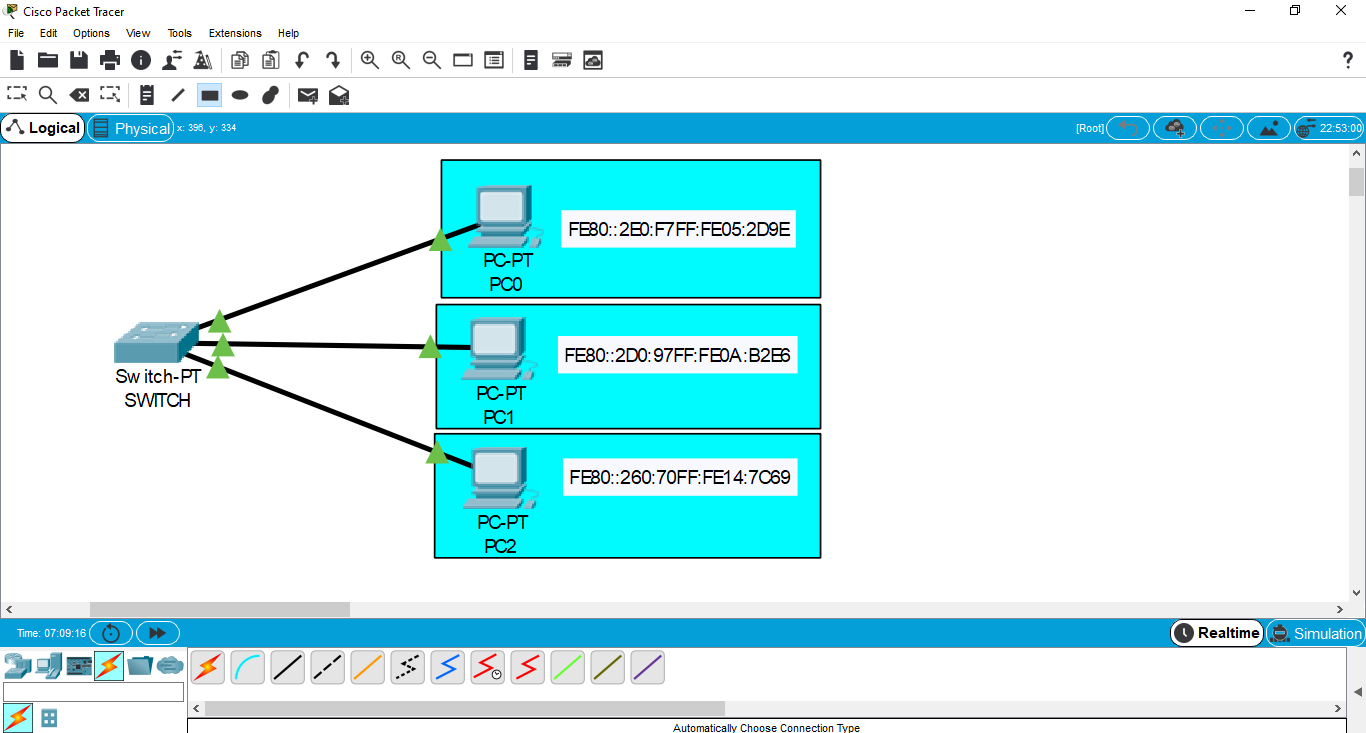 Cisco Packet Tracer
File Edit Options View Tools Extensions Help
?
Logical Physical x: 396, y: 334 [Root] 22:53:00
FE80::2E0:F7FF:FE05:2D9E
PC-PT
PC0
FE80::2D0:97FF:FE0A:B2E6
PC-PT
PC1
Switch-PT
SWITCH
FE80::260:70FF:FE14:7C69
PC-PT
PC2
Time: 07:09:16 Realtime Simulation
Automatically Choose Connection Type